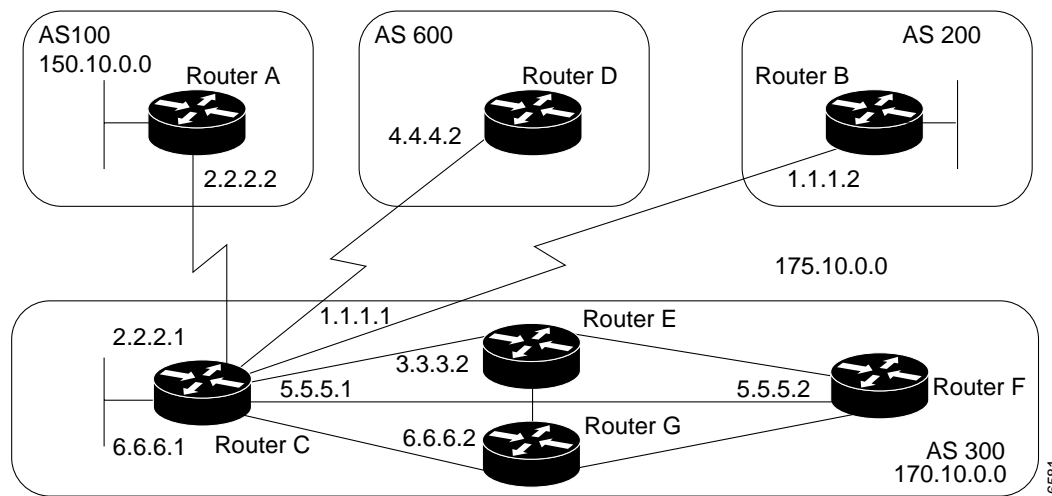 AS100
150.10.0.0
Router A
2.2.2.2
AS 600
Router D
4.4.4.2
AS 200
Router B
1.1.1.2
175.10.0.0
2.2.2.1
1.1.1.1
Router E
3.3.3.2
5.5.5.1
5.5.5.2
Router F
6.6.6.1
Router C
6.6.6.2
Router G
AS 300
170.10.0.0